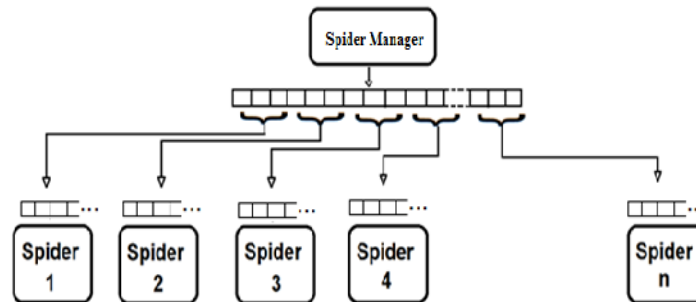 Spider Manager
... ... ... ... ...
Spider Spider Spider Spider Spider
1 2 3 4 n